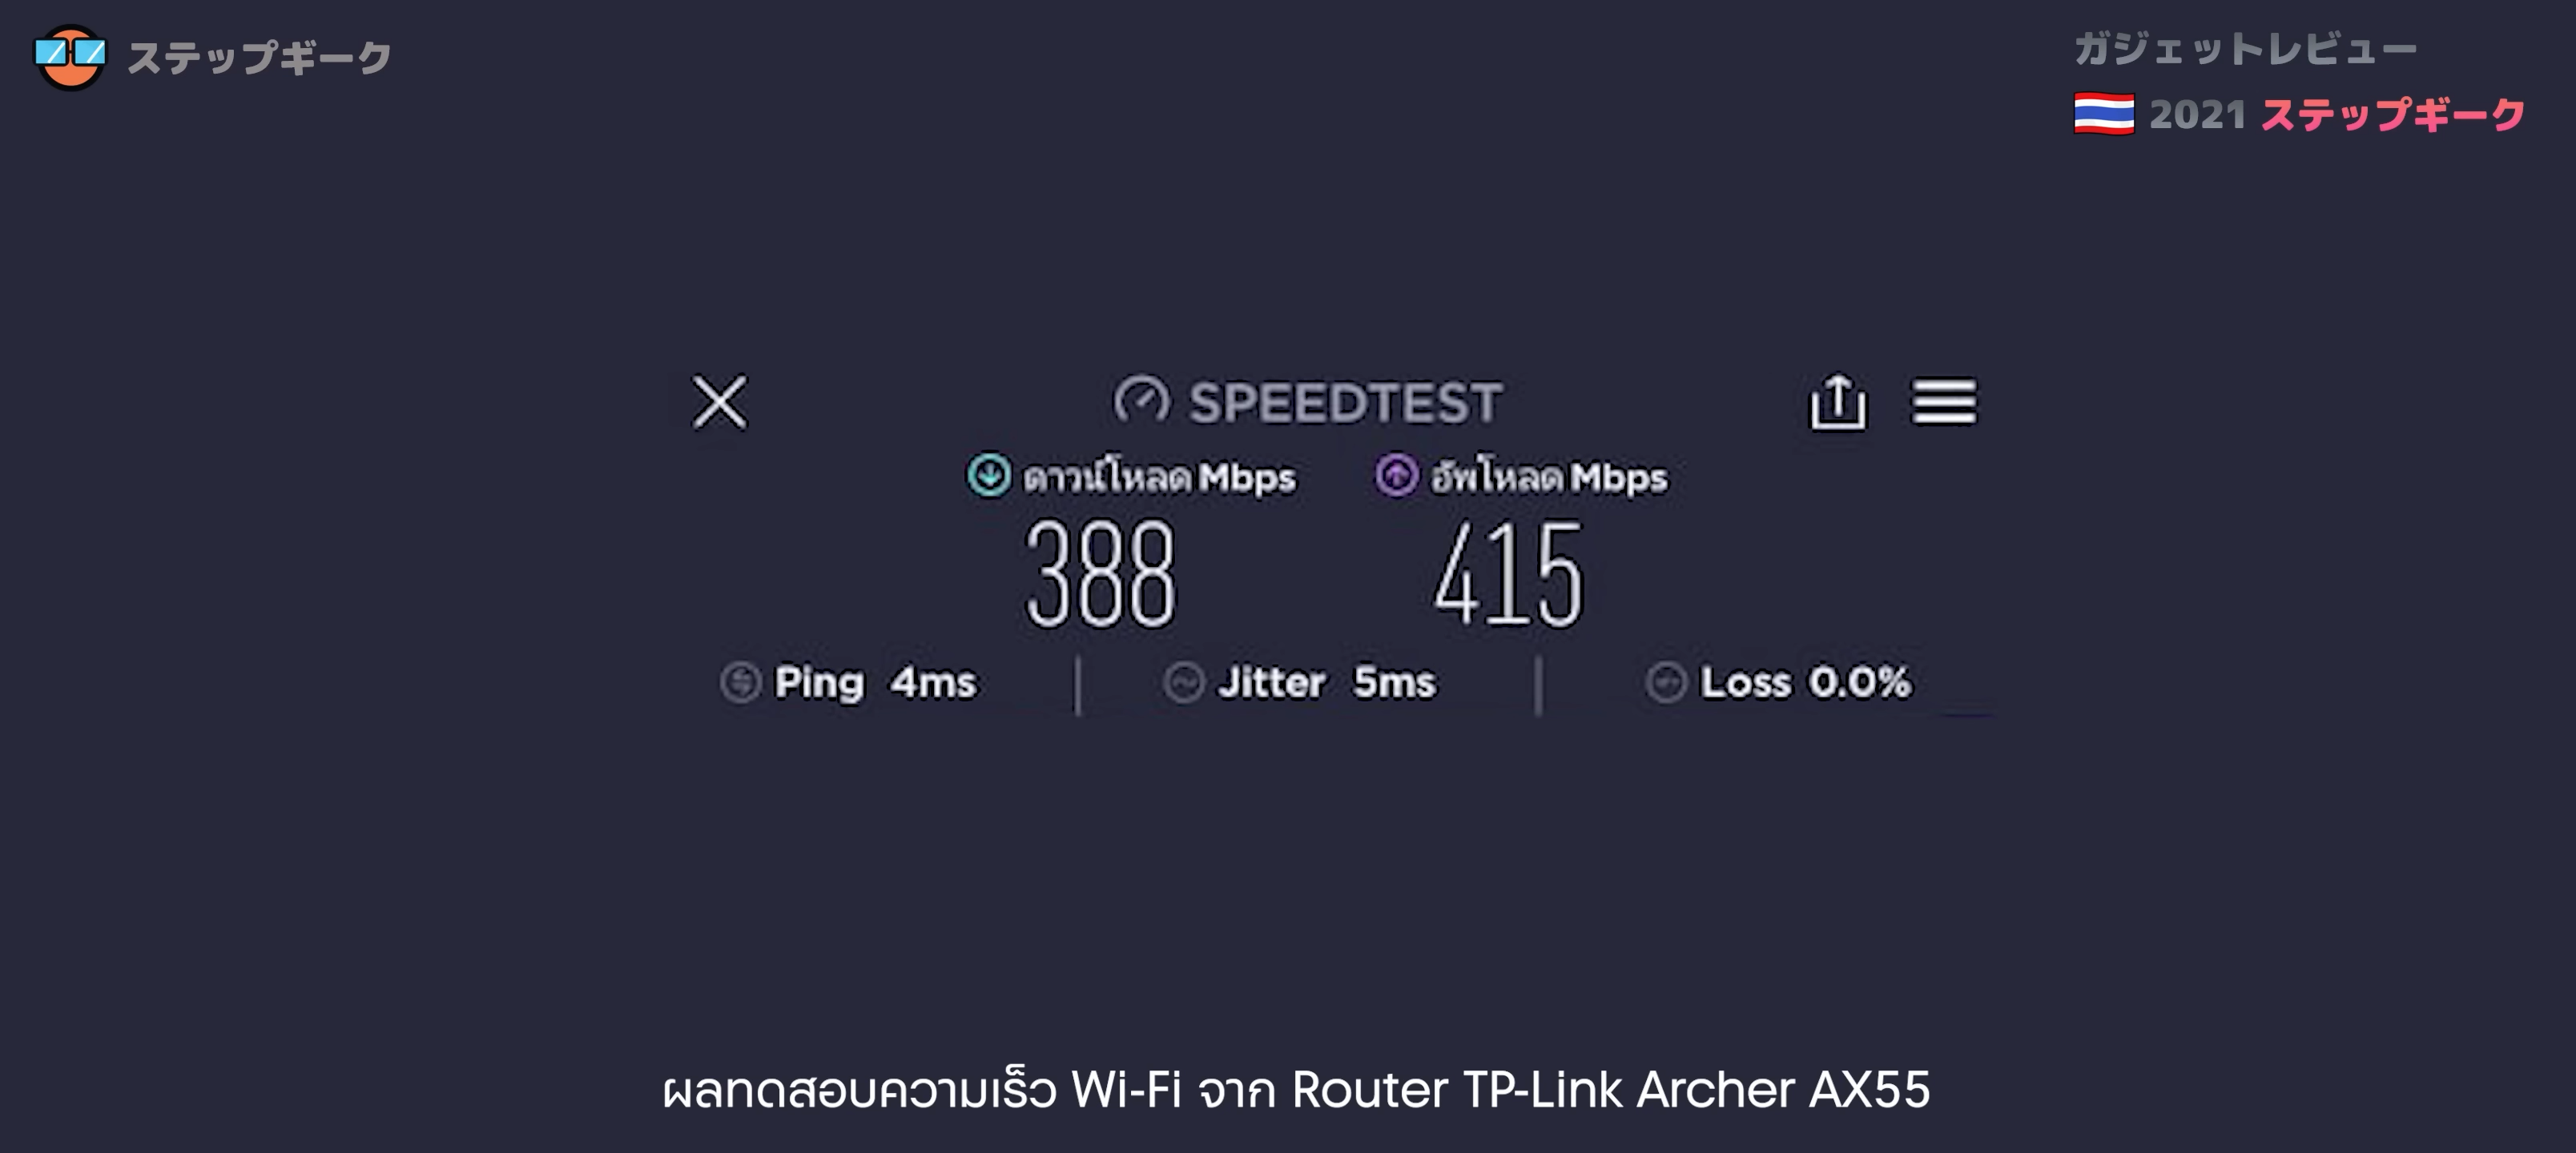 ステップギーク
ガジェットレビュー
2021 ステップギーク
SPEEDTEST
ดาวน์โหลด Mbps
อัพโหลด Mbps
388
415
Ping 4ms
Jitter 5ms
Loss 0.0%
ผลทดสอบความเร็ว Wi-Fi จาก Router TP-Link Archer AX55